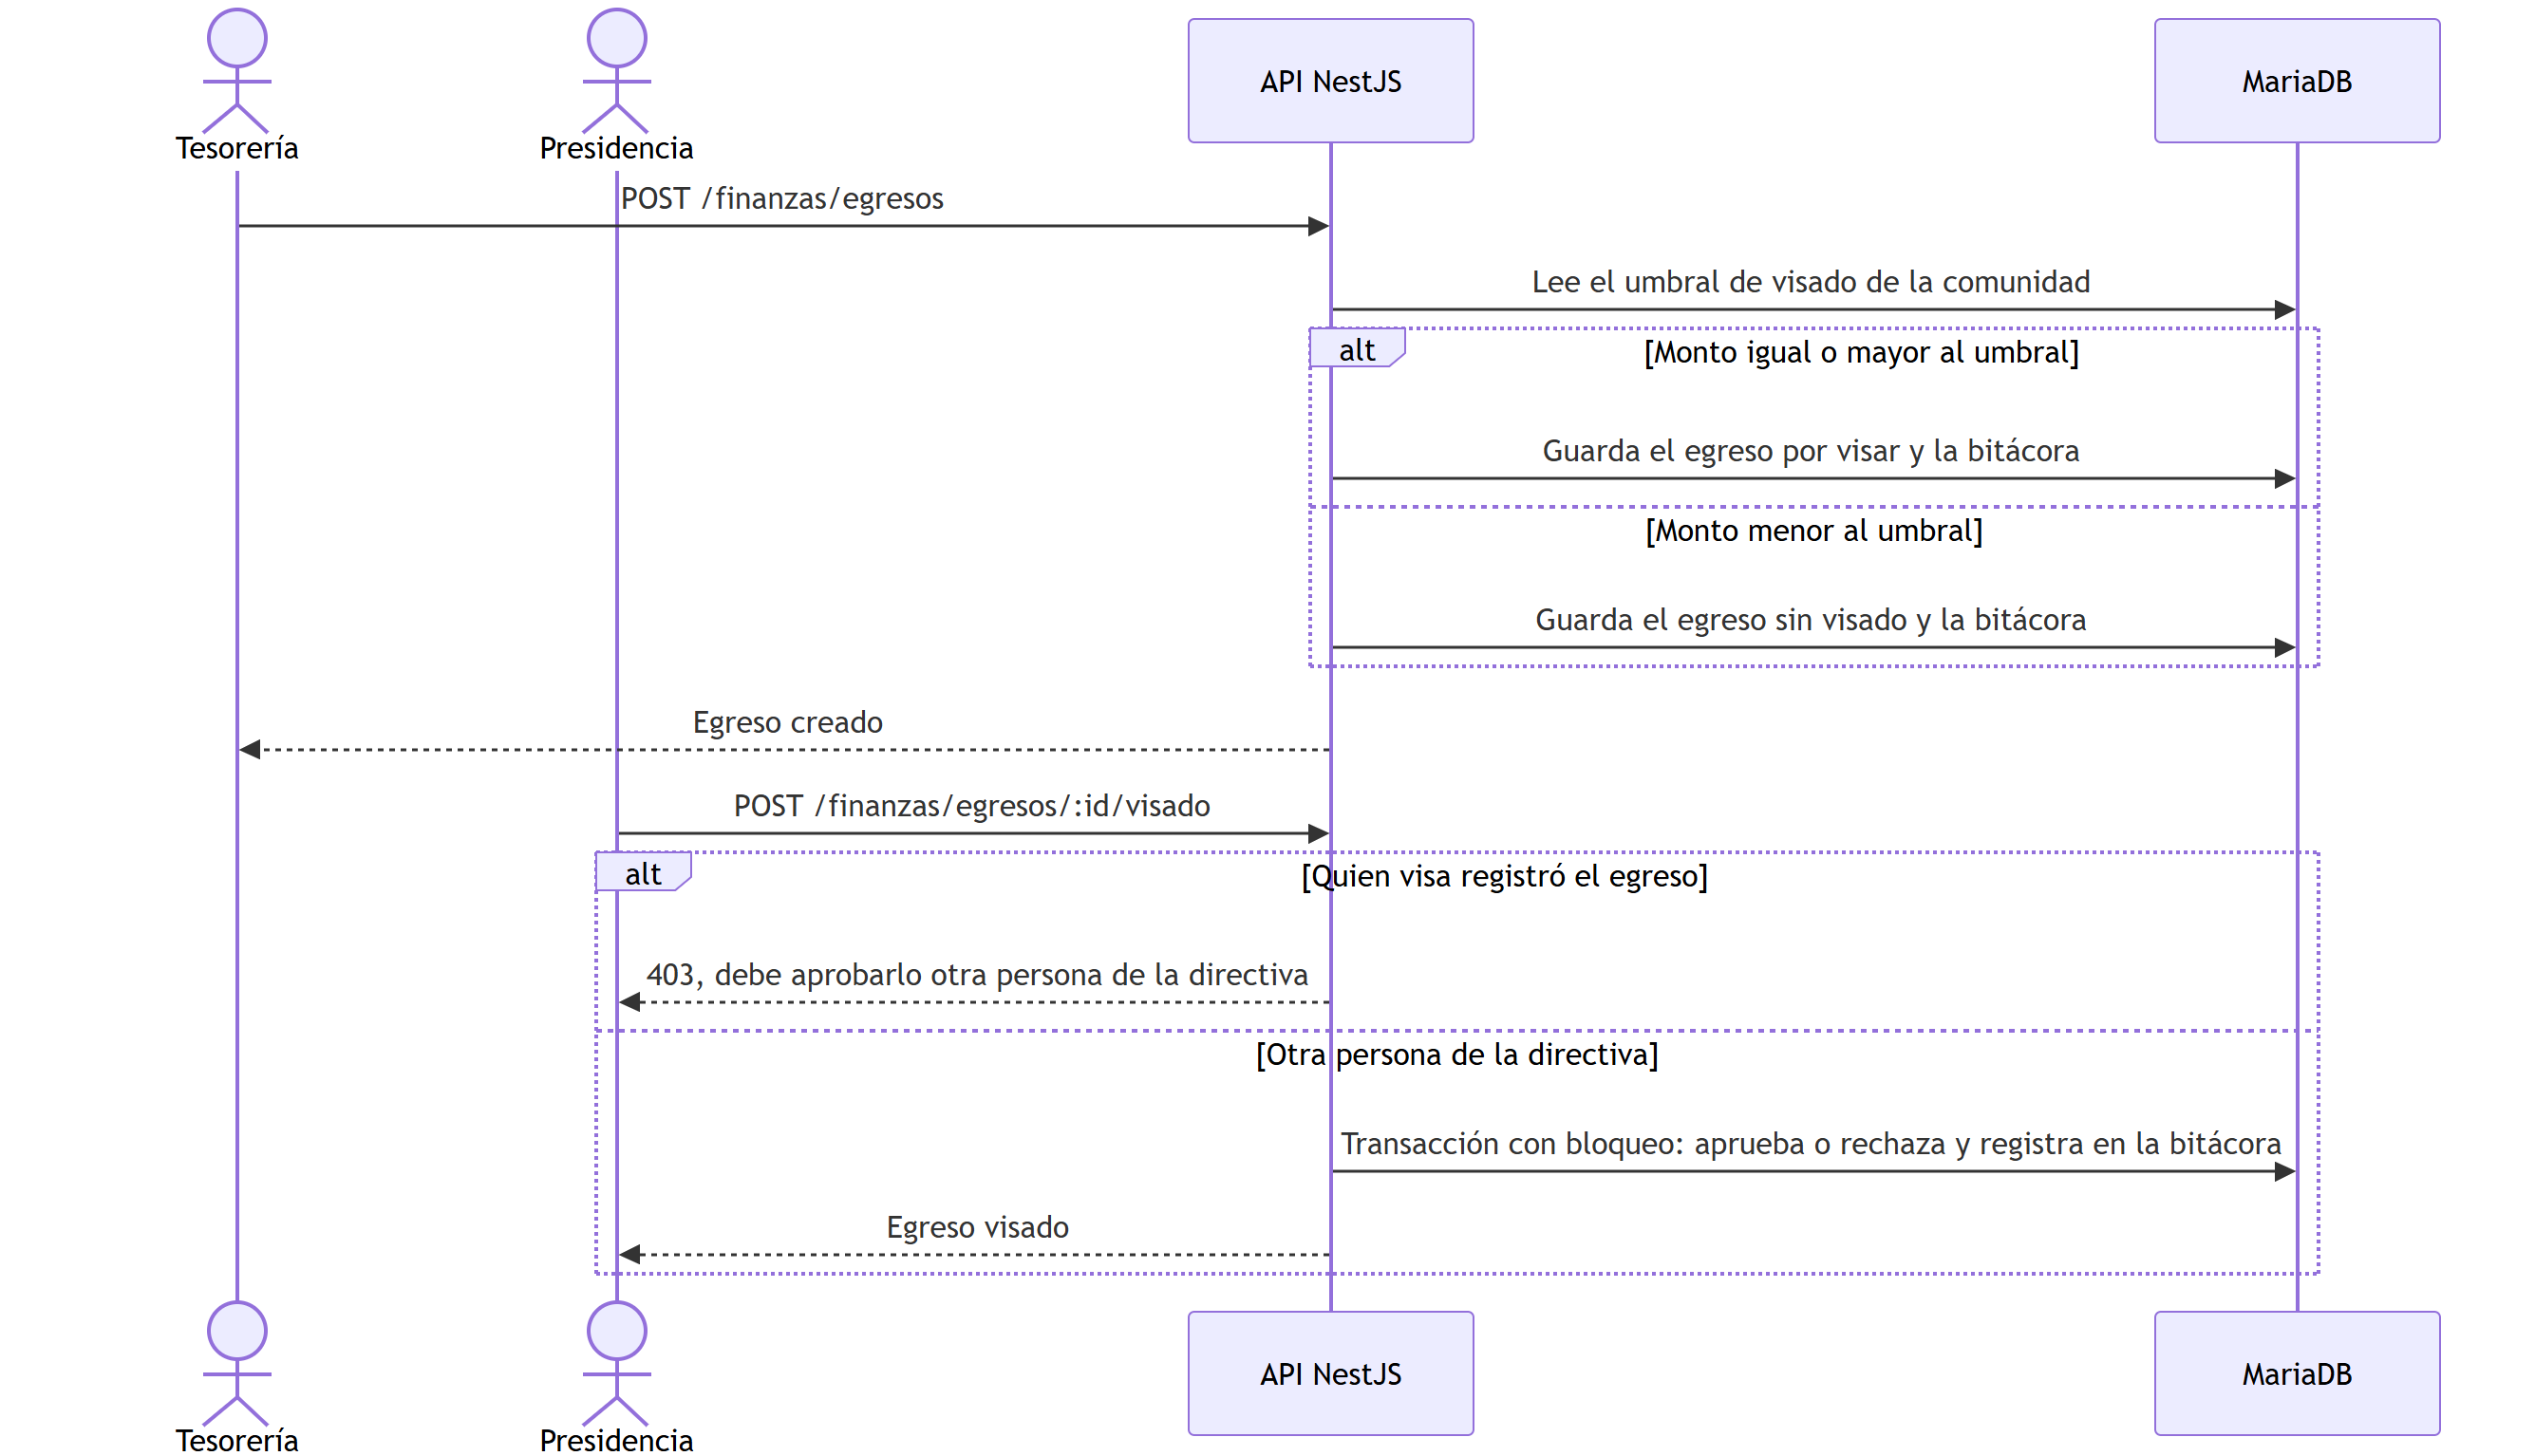 Tesorería
Presidencia
API NestJS
MariaDB
POST /finanzas/egresos
Lee el umbral de visado de la comunidad
alt
[Monto igual o mayor al umbral]
Guarda el egreso por visar y la bitácora
[Monto menor al umbral]
Guarda el egreso sin visado y la bitácora
Egreso creado
POST /finanzas/egresos/:id/visado
alt
[Quien visa registró el egreso]
403, debe aprobarlo otra persona de la directiva
[Otra persona de la directiva]
Transacción con bloqueo: aprueba o rechaza y registra en la bitácora
Egreso visado
Tesorería
Presidencia
API NestJS
MariaDB